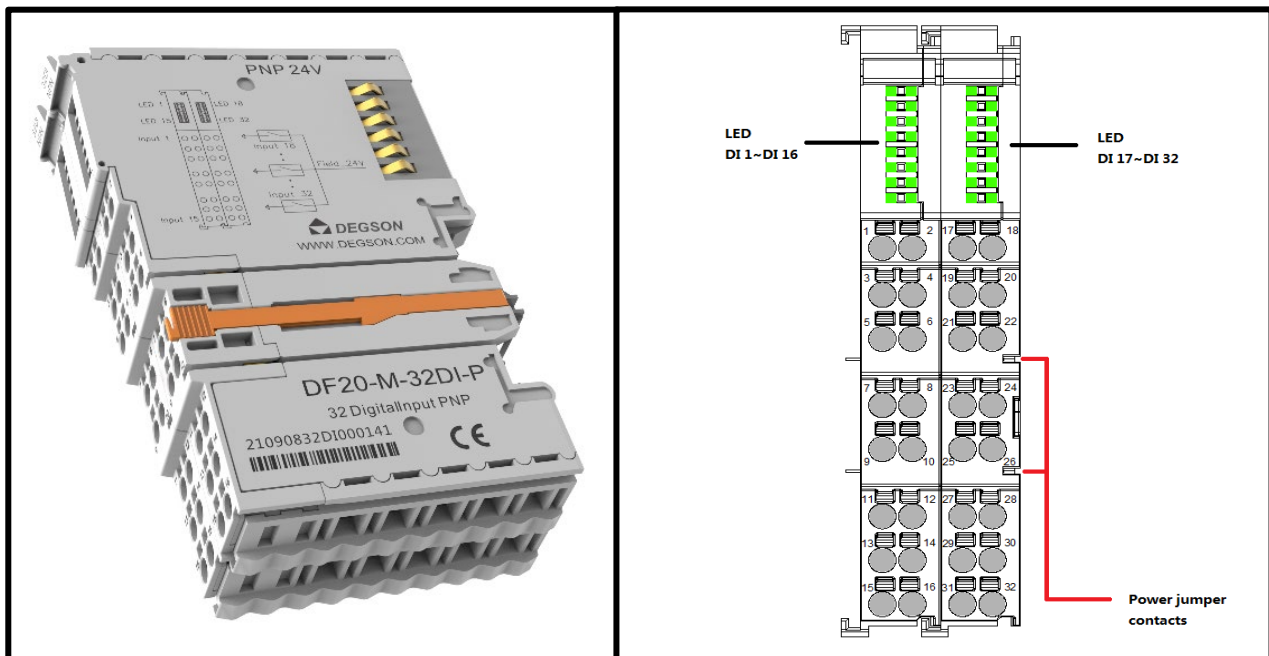 PNP 24V
LED 1
LED 18
LED 15
LED 32
Input 1
Input 16
Field 24V
Input 32
Input 15
DEGSON
WWW.DEGSON.COM
DF20-M-32DI-P
32 DigitalInput PNP
21090832DI000141
CE
LED
DI 1~DI 16
LED
DI 17~DI 32
1 2 17 18
3 4 19 20
5 6 21 22
7 8 23 24
9 10 25 26
11 12 27 28
13 14 29 30
15 16 31 32
Power jumper
contacts